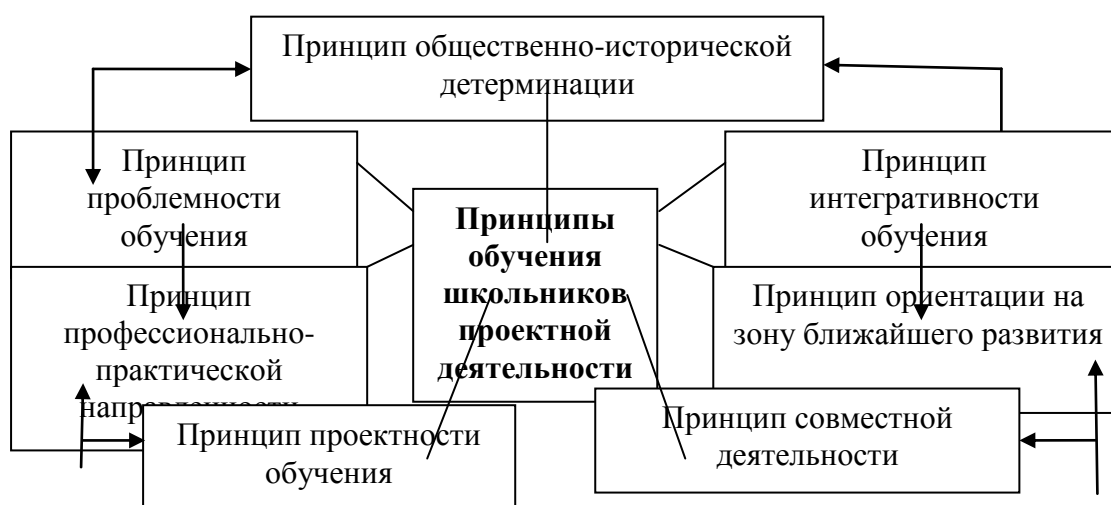 Принцип общественно-исторической
детерминации
Принцип
проблемности
обучения
Принцип
интегративности
обучения
Принципы
обучения
школьников
проектной
деятельности
Принцип
профессионально-
практической
направленности
Принцип ориентации на
зону ближайшего развития
Принцип проектности
обучения
Принцип совместной
деятельности